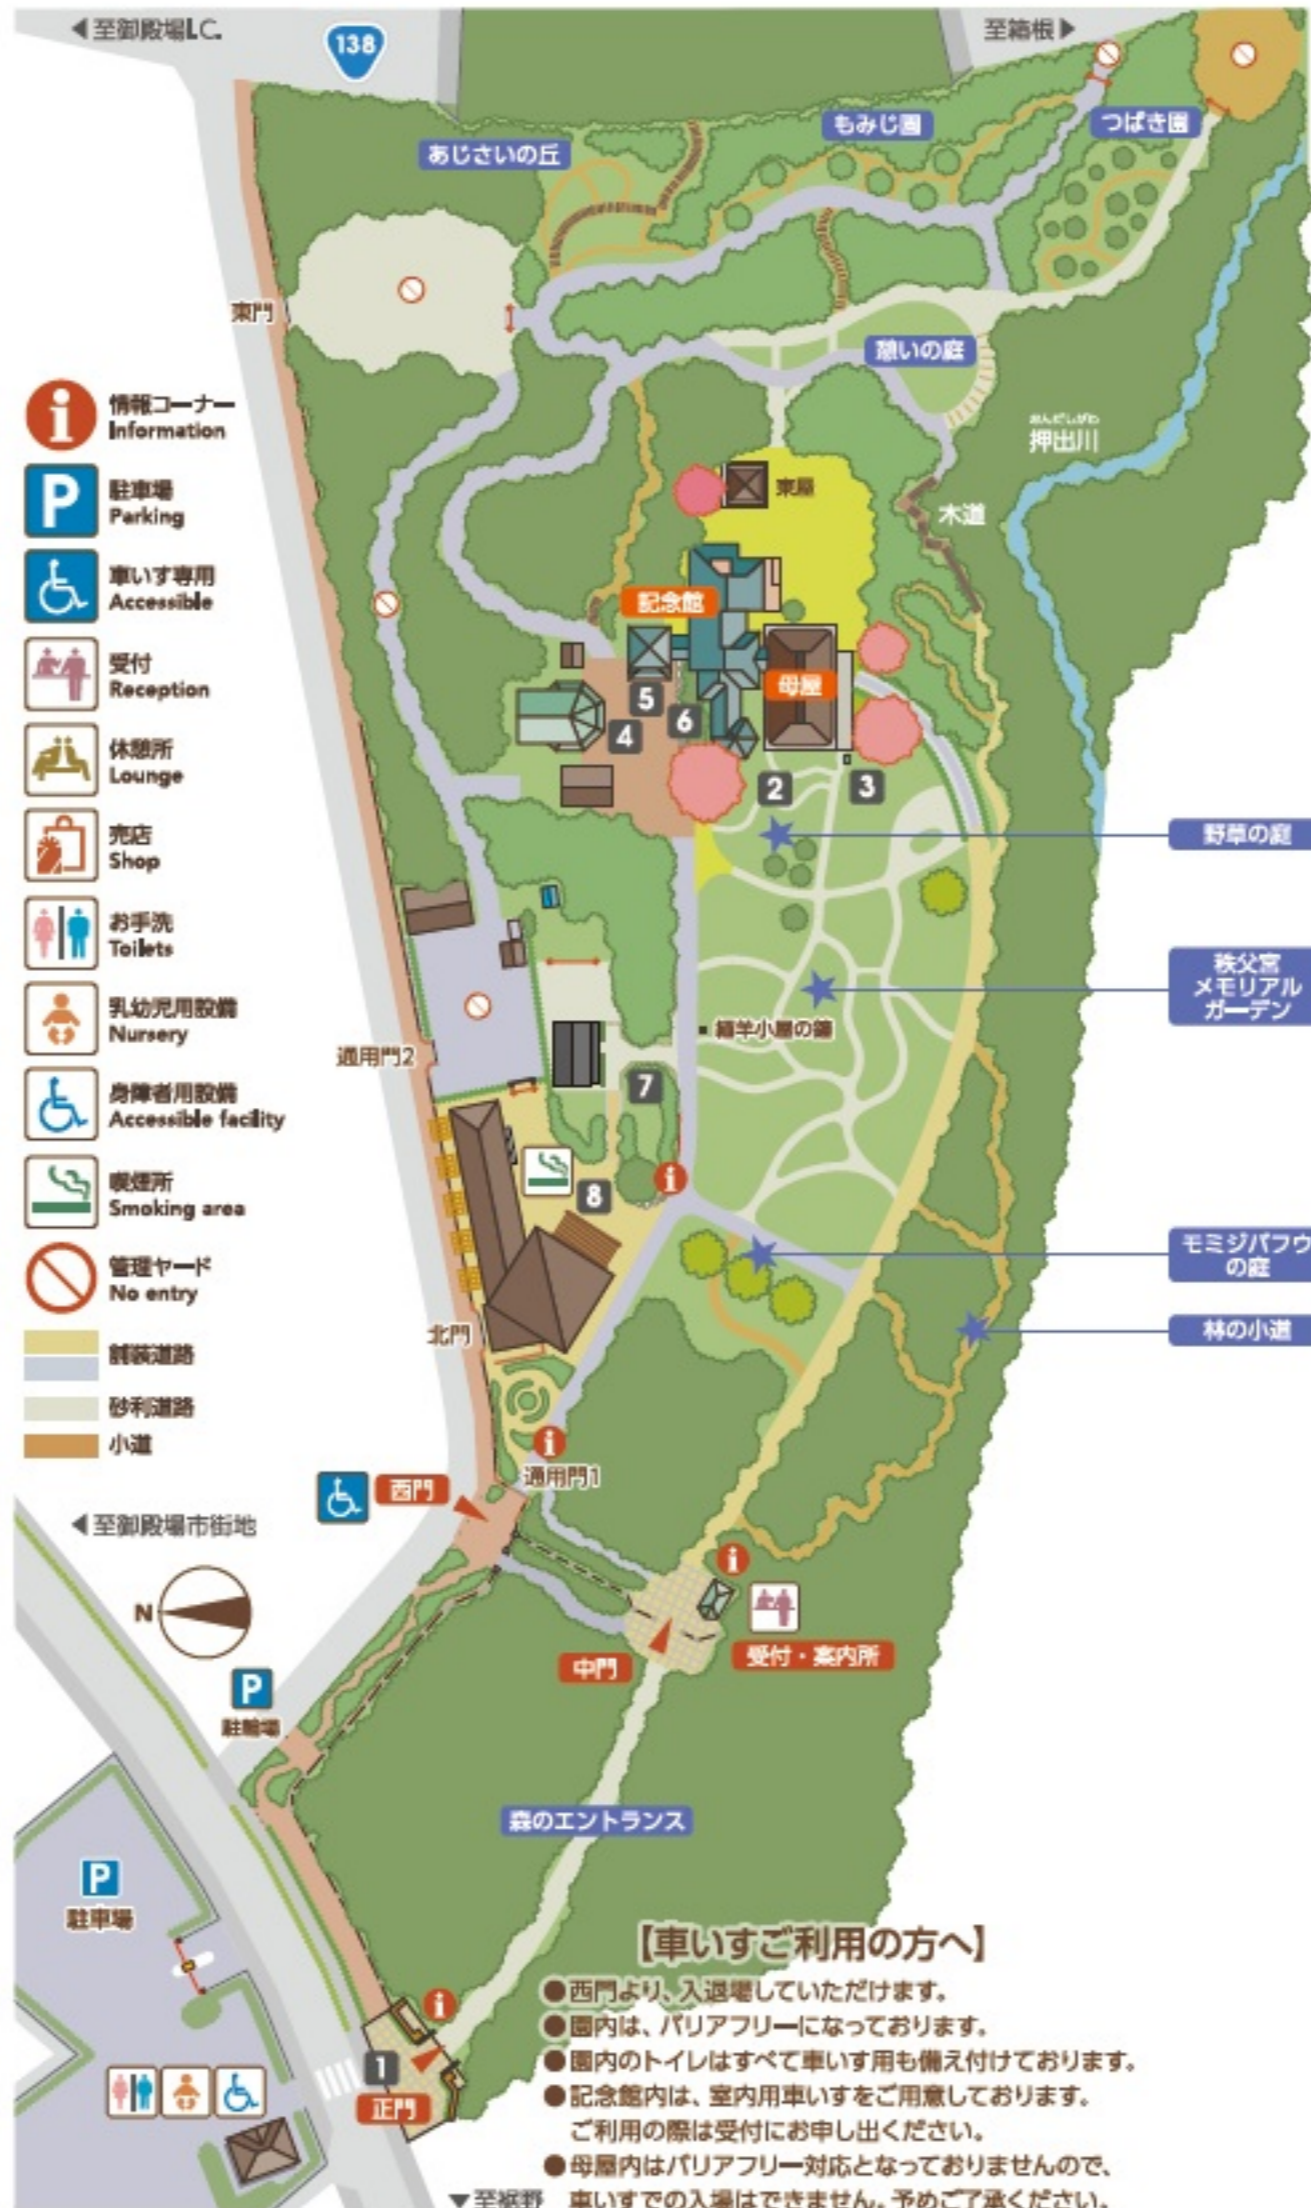 ◀至御殿場I.C.
138
至箱根▶
もみじ園
つばき園
あじさいの丘
東門
憩いの庭
おんだしがわ
押出川
東屋
木道
情報コーナー
Information
P
駐車場
Parking
車いす専用
Accessible
受付
Reception
休憩所
Lounge
売店
Shop
お手洗
Toilets
乳幼児用設備
Nursery
身障者用設備
Accessible facility
喫煙所
Smoking area
管理ヤード
No entry
舗装道路
砂利道路
小道
記念館
母屋
5
6
4
2
3
野草の庭
秩父宮
メモリアル
ガーデン
緬羊小屋の鐘
通用門2
7
i
8
モミジバフウ
の庭
林の小道
北門
i
通用門1
西門
◀至御殿場市街地
N
i
受付・案内所
中門
P
駐輪場
森のエントランス
P
駐車場
i
1
正門
【車いすご利用の方へ】
●西門より、入退場していただけます。
●園内は、バリアフリーになっております。
●園内のトイレはすべて車いす用も備え付けております。
●記念館内は、室内用車いすをご用意しております。
ご利用の際は受付にお申し出ください。
●母屋内はバリアフリー対応となっておりませんので、
車いすでの入場はできません。予めご了承ください。
▼至裾野